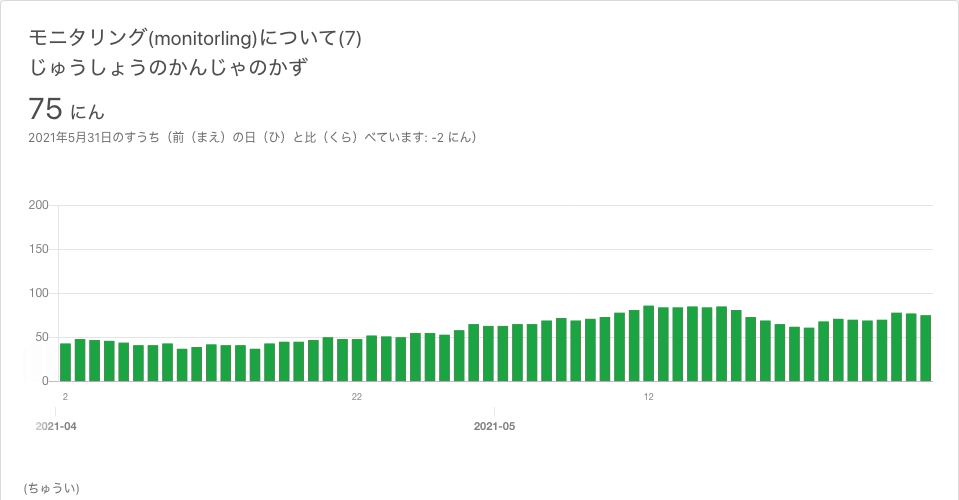 モニタリング(monitorling)について(7)
じゅうしょうのかんじゃのかず
75 にん
2021年5月31日のすうち（前（まえ）の日（ひ）と比（くら）べています: -2 にん）
200
150
100
50
0
2 22 12
2021-04 2021-05
(ちゅうい)